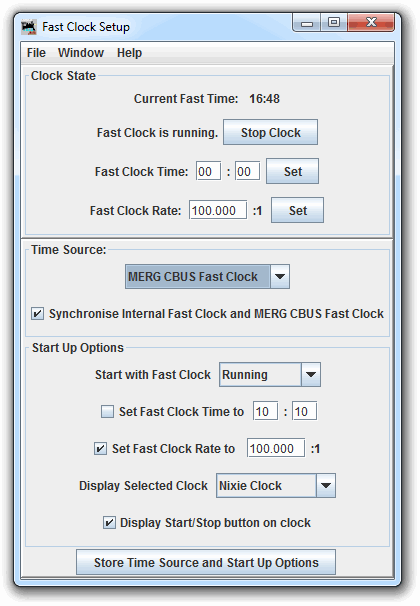 Fast Clock Setup
File Window Help
Clock State
Current Fast Time: 16:48
Fast Clock is running. Stop Clock
Fast Clock Time: 00 : 00 Set
Fast Clock Rate: 100.000 :1 Set
Time Source:
MERG CBUS Fast Clock
Synchronise Internal Fast Clock and MERG CBUS Fast Clock
Start Up Options
Start with Fast Clock Running
Set Fast Clock Time to 10 : 10
Set Fast Clock Rate to 100.000 :1
Display Selected Clock Nixie Clock
Display Start/Stop button on clock
Store Time Source and Start Up Options